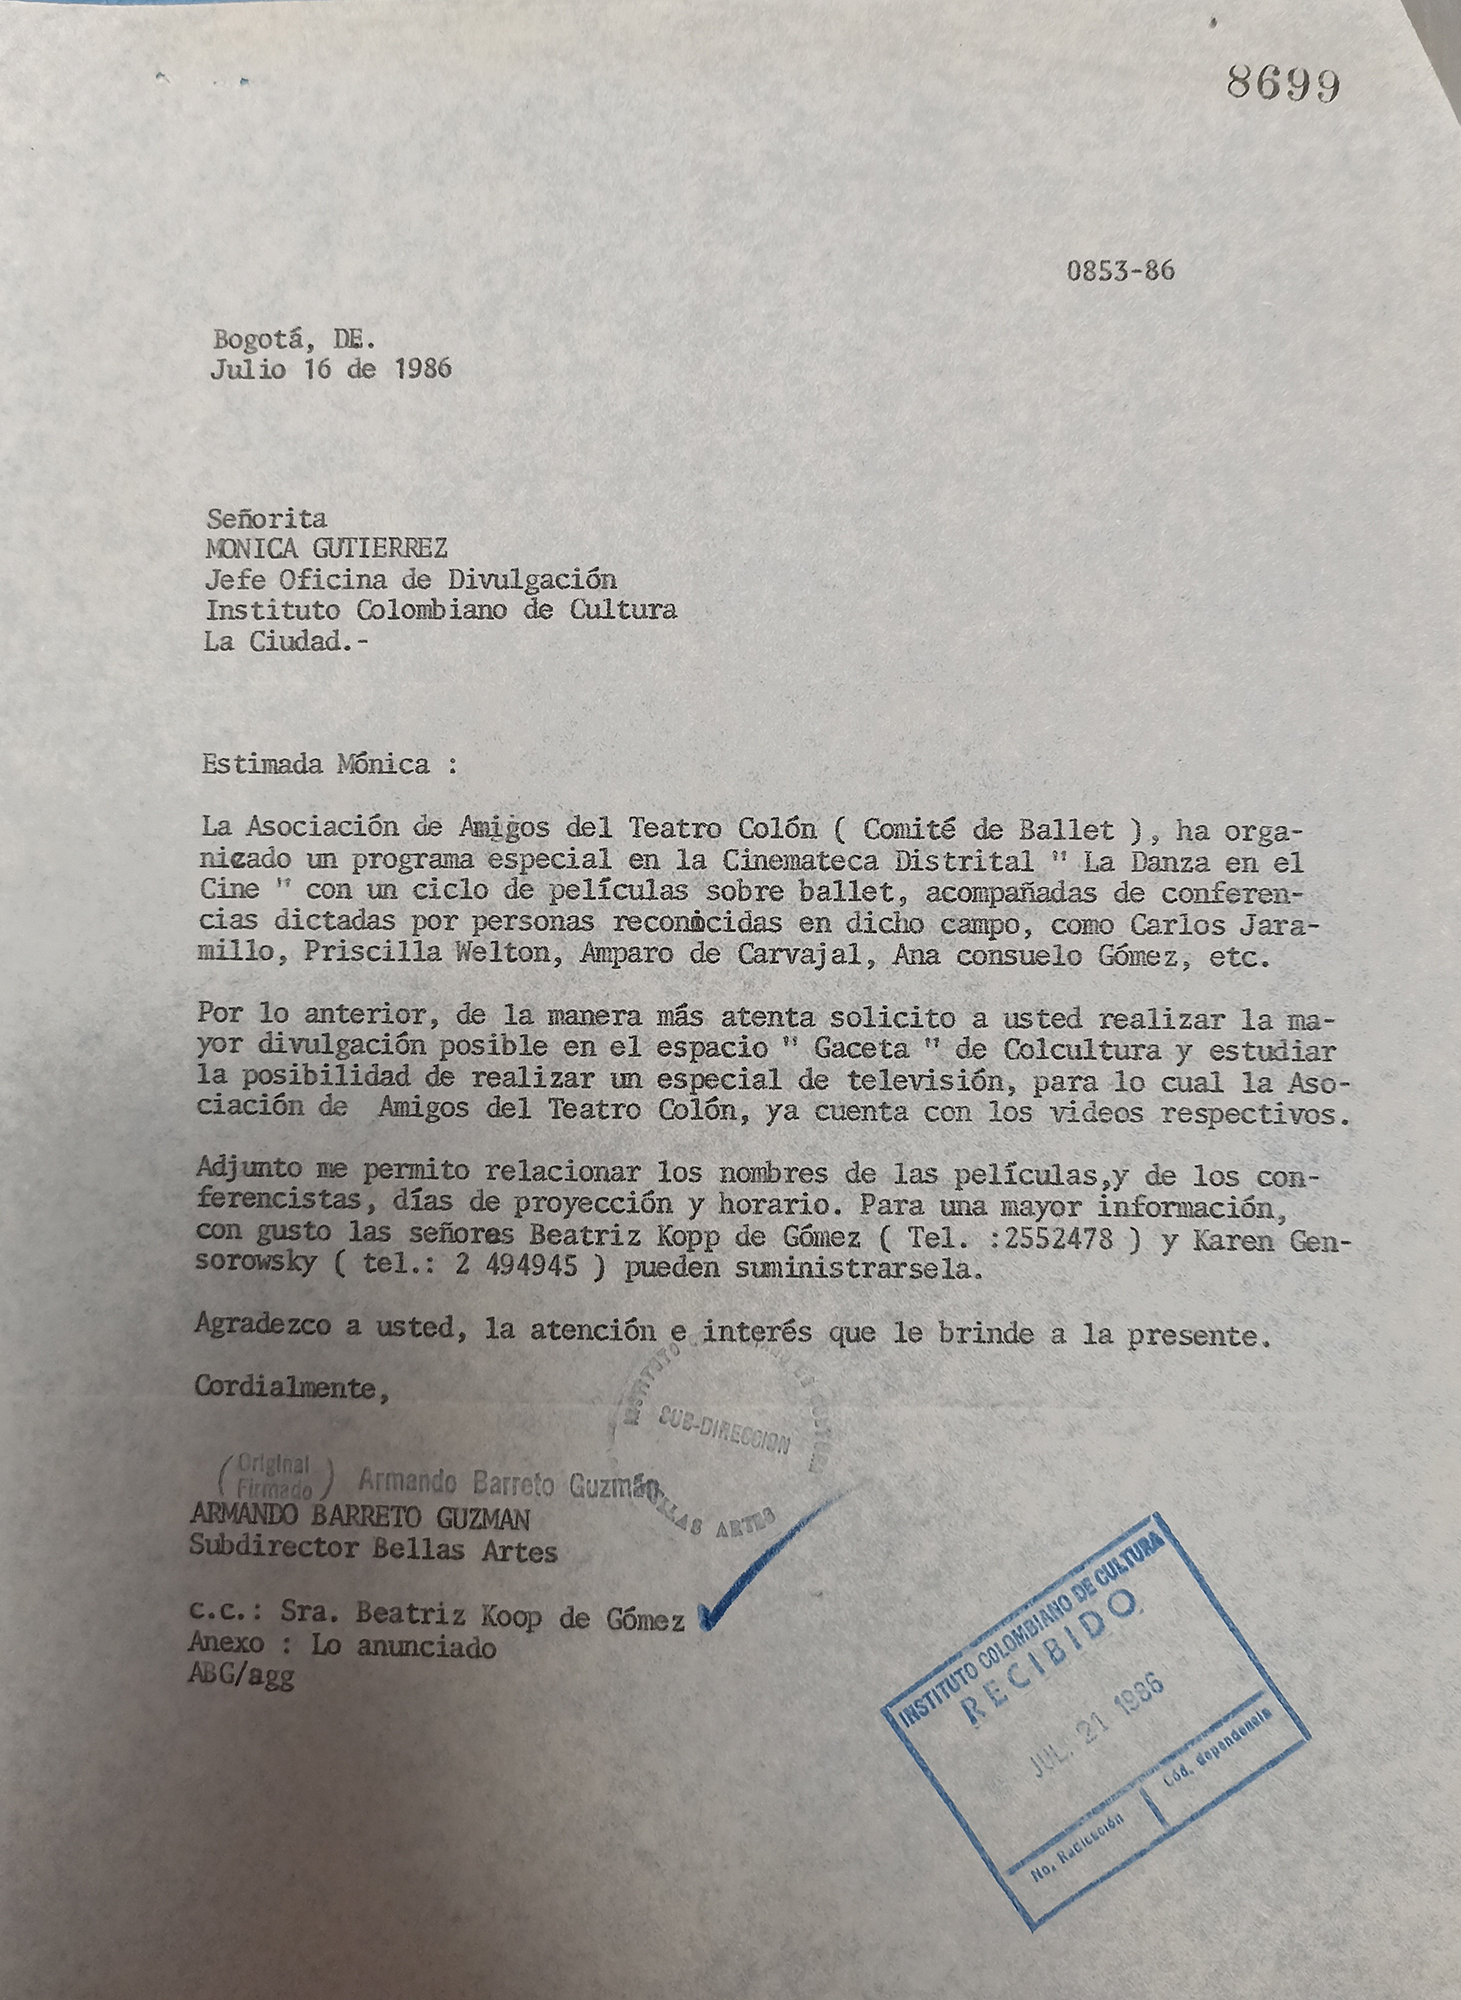 8699
0853-86
Bogotá, DE.
Julio 16 de 1986
Señorita
MONICA GUTIERREZ
Jefe Oficina de Divulgación
Instituto Colombiano de Cultura
La Ciudad.-
Estimada Mónica :
La Asociación de Amigos del Teatro Colón ( Comité de Ballet ), ha orga-
nicado un programa especial en la Cinemateca Distrital " La Danza en el
Cine " con un ciclo de películas sobre ballet, acompañadas de conferen-
cias dictadas por personas reconocidas en dicho campo, como Carlos Jara-
millo, Priscilla Welton, Amparo de Carvajal, Ana consuelo Gómez, etc.
Por lo anterior, de la manera más atenta solicito a usted realizar la ma-
yor divulgación posible en el espacio " Gaceta " de Colcultura y estudiar
la posibilidad de realizar un especial de televisión, para lo cual la Aso-
ciación de Amigos del Teatro Colón, ya cuenta con los videos respectivos.
Adjunto me permito relacionar los nombres de las películas,y de los con-
ferencistas, días de proyección y horario. Para una mayor información,
con gusto las señores Beatriz Kopp de Gómez ( Tel. :2552478 ) y Karen Gen-
sorowsky ( tel.: 2 494945 ) pueden suministrarsela.
Agradezco a usted, la atención e interés que le brinde a la presente.
Cordialmente,
INSTITUTO
SUB-DIRECCION
BELLAS ARTES
(Original Firmado) Armando Barreto Guzmán
ARMANDO BARRETO GUZMAN
Subdirector Bellas Artes
c.c.: Sra. Beatriz Koop de Gómez
Anexo : Lo anunciado
ABG/agg
INSTITUTO COLOMBIANO DE CULTURA
RECIBIDO
JUL. 21 1986
No. Radicación
Cód. dependencia